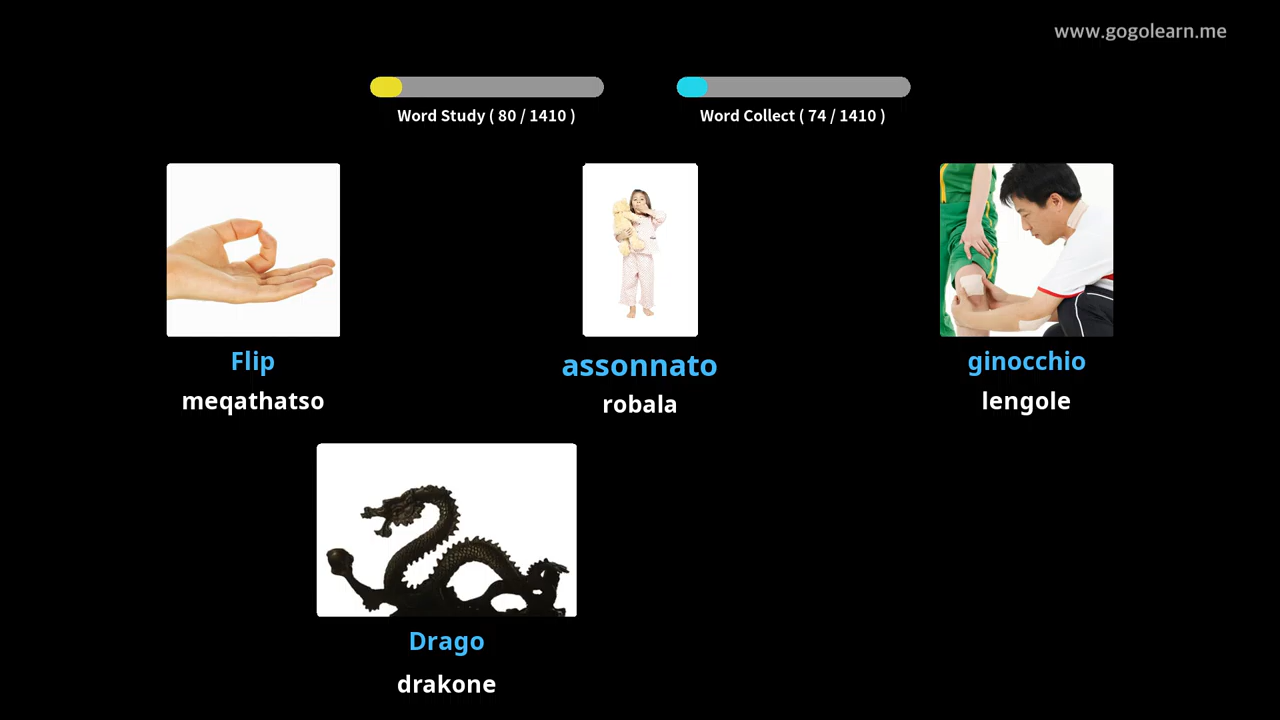 www.gogolearn.me
Word Study ( 80 / 1410 )
Word Collect ( 74 / 1410 )
Flip
meqathatso
assonnato
robala
ginocchio
lengole
Drago
drakone